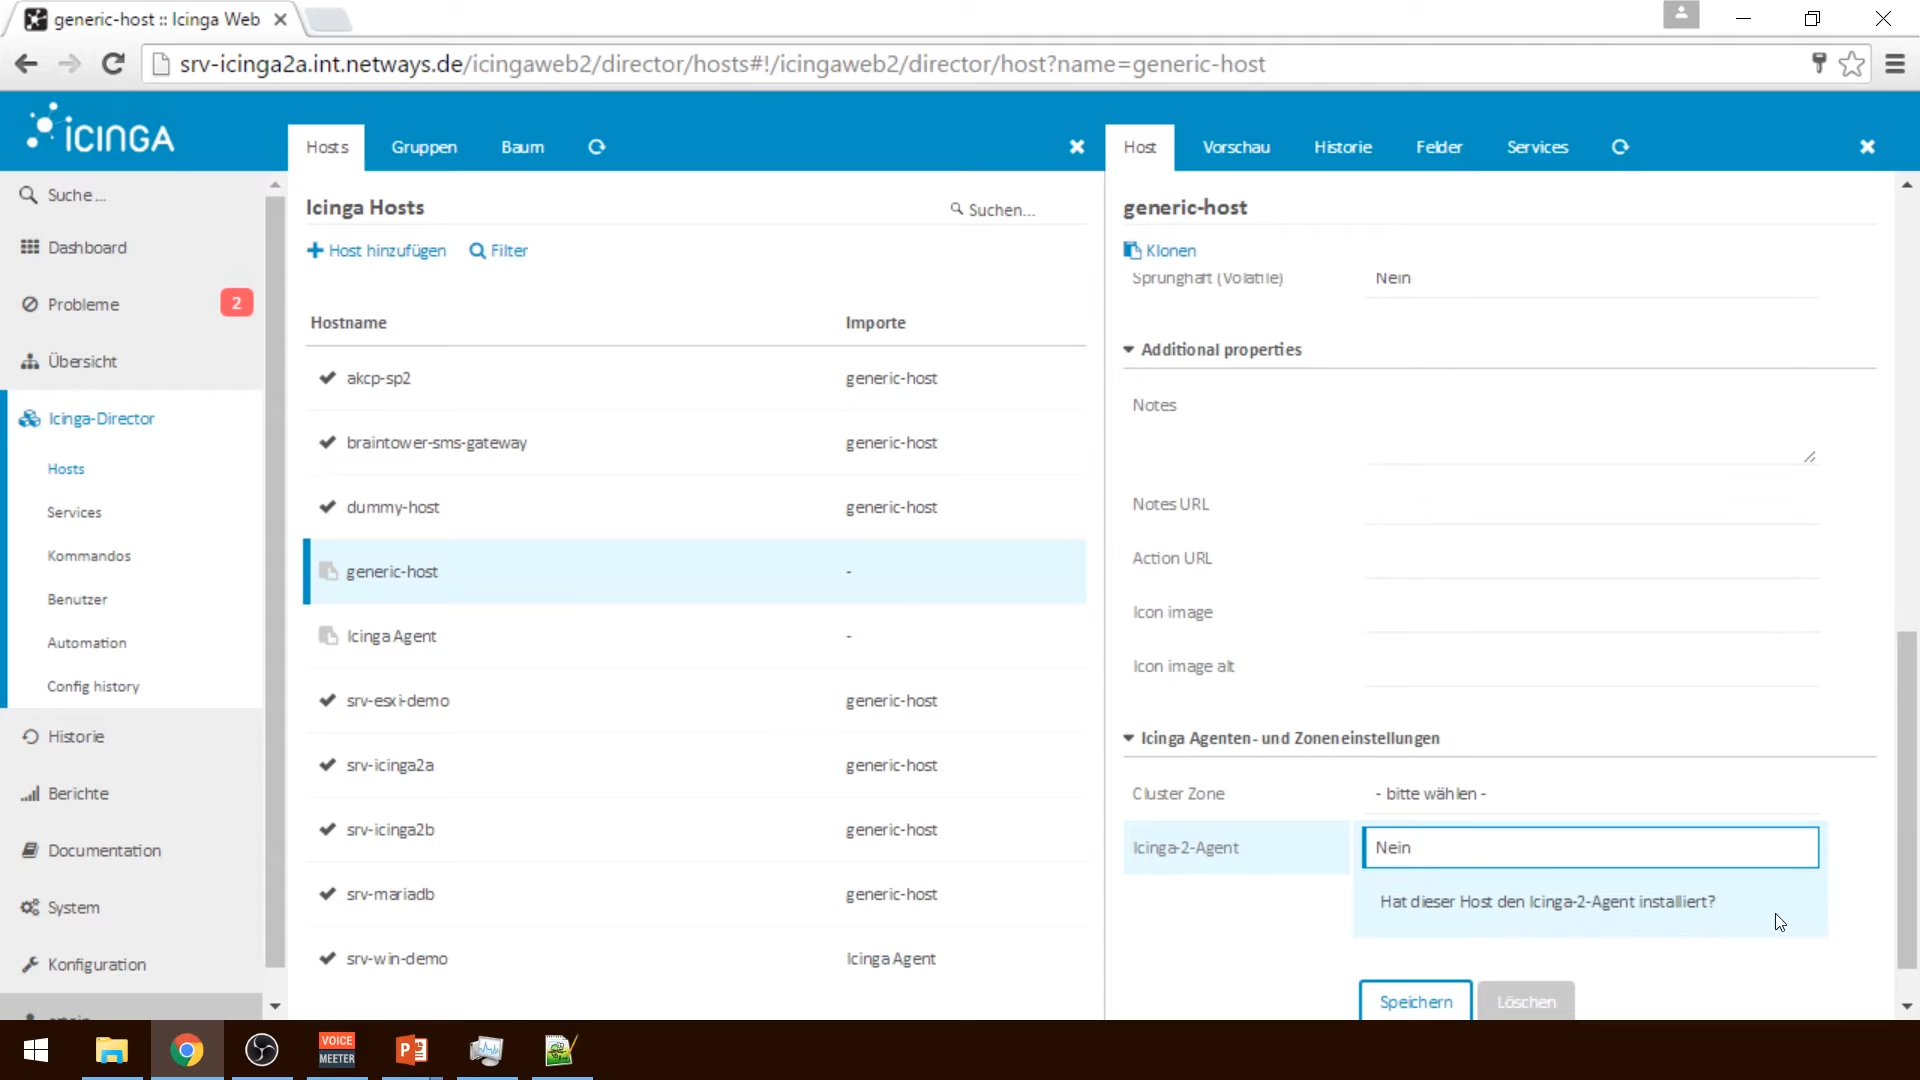 generic-host :: Icinga Web
srv-icinga2a.int.netways.de/icingaweb2/director/hosts#!/icingaweb2/director/host?name=generic-host
ICINGA
Suche ...
Dashboard
Probleme
2
Übersicht
Icinga-Director
Hosts
Services
Kommandos
Benutzer
Automation
Config history
Historie
Berichte
Documentation
System
Konfiguration
Hosts
Gruppen
Baum
Icinga Hosts
Suchen...
Host hinzufügen
Filter
Hostname
Importe
akcp-sp2
generic-host
braintower-sms-gateway
generic-host
dummy-host
generic-host
generic-host
-
Icinga Agent
-
srv-esxi-demo
generic-host
srv-icinga2a
generic-host
srv-icinga2b
generic-host
srv-mariadb
generic-host
srv-win-demo
Icinga Agent
Host
Vorschau
Historie
Felder
Services
generic-host
Klonen
Sprunghaft (Volatile)
Nein
Additional properties
Notes
Notes URL
Action URL
Icon image
Icon image alt
Icinga Agenten- und Zoneneinstellungen
Cluster Zone
- bitte wählen -
Icinga-2-Agent
Nein
Hat dieser Host den Icinga-2-Agent installiert?
Speichern
Löschen
VOICE
MEETER
P